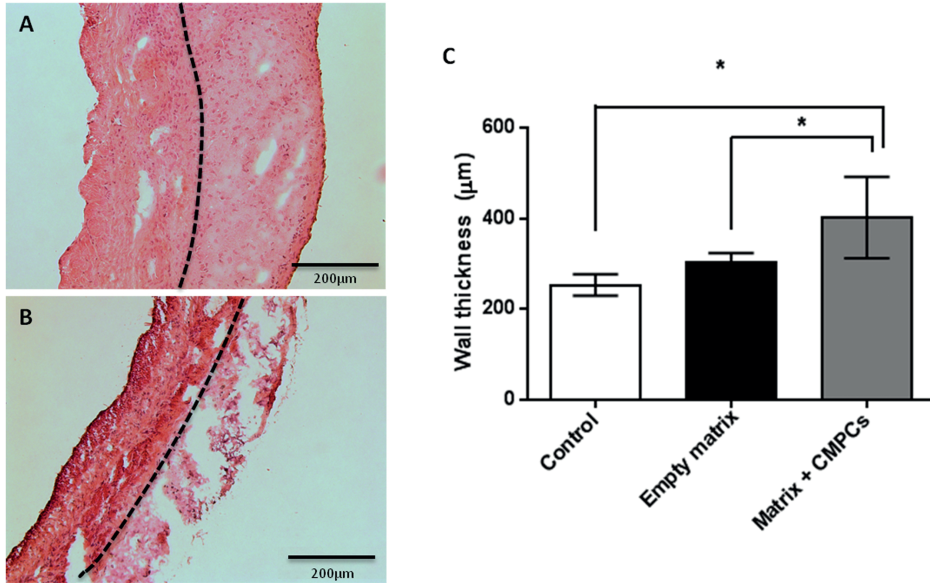 A
200µm
B
200µm
C
*
*
600
400
200
0
Wall thickness (µm)
Control
Empty matrix
Matrix + CMPCs